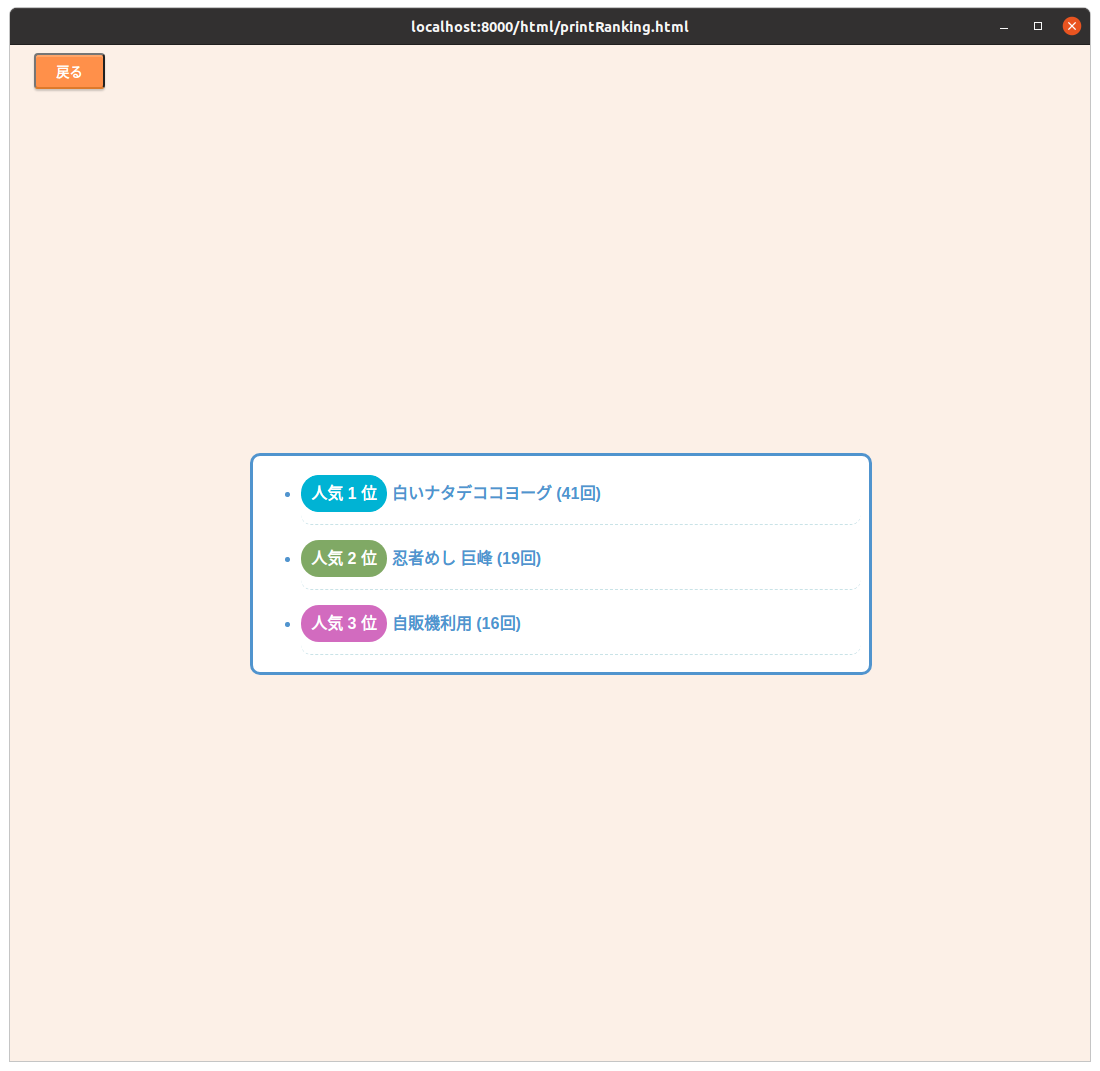 localhost:8000/html/printRanking.html
戻る
人気 1 位 白いナタデココヨーグ (41回)
人気 2 位 忍者めし 巨峰 (19回)
人気 3 位 自販機利用 (16回)